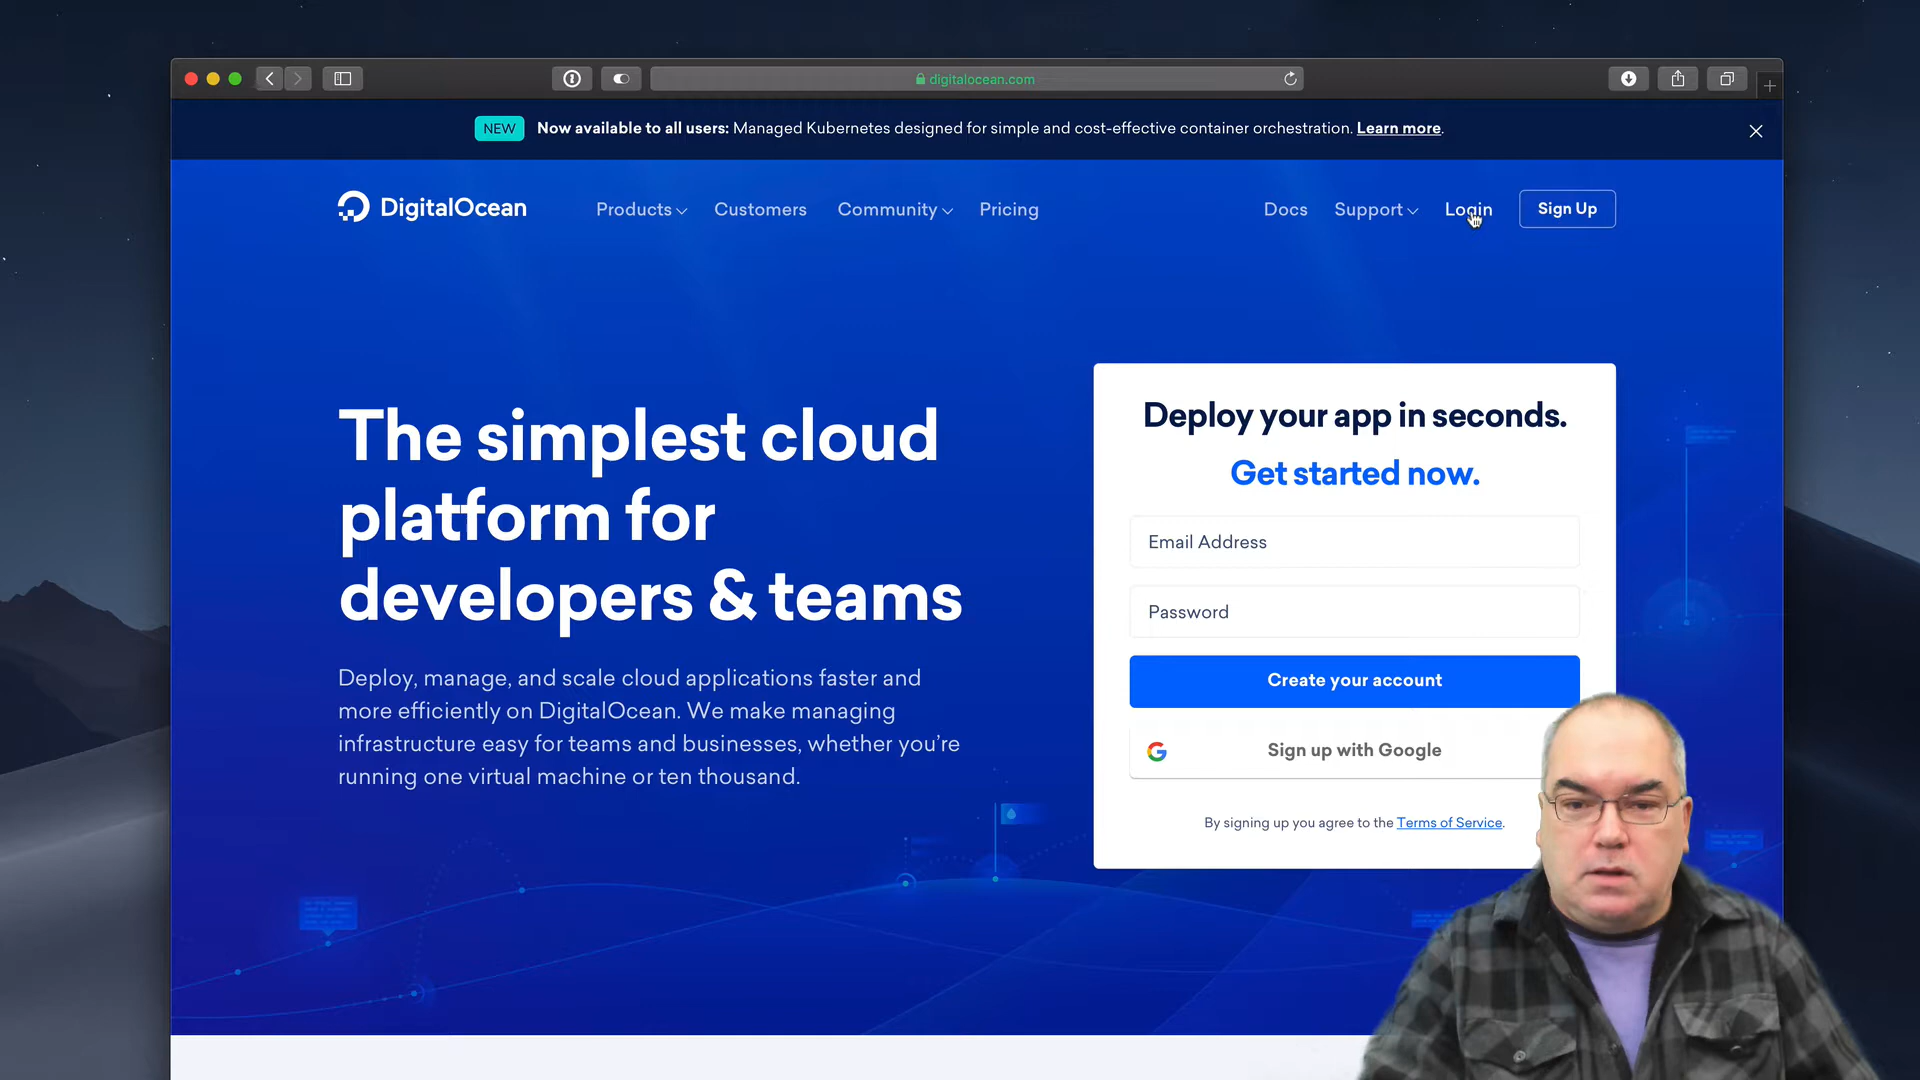 digitalocean.com
NEW Now available to all users: Managed Kubernetes designed for simple and cost-effective container orchestration. Learn more.
DigitalOcean Products Customers Community Pricing Docs Support Login Sign Up
The simplest cloud
platform for
developers & teams
Deploy, manage, and scale cloud applications faster and
more efficiently on DigitalOcean. We make managing
infrastructure easy for teams and businesses, whether you're
running one virtual machine or ten thousand.
Deploy your app in seconds.
Get started now.
Email Address
Password
Create your account
Sign up with Google
By signing up you agree to the Terms of Service.